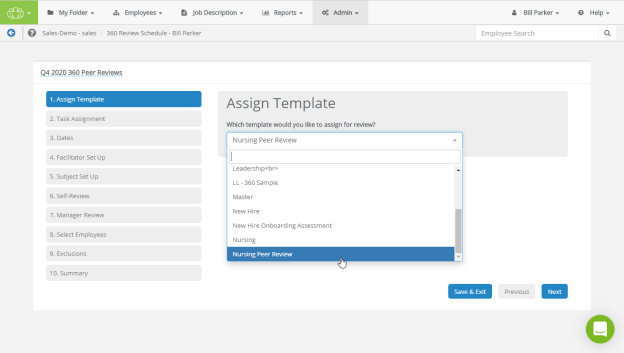 My Folder Employees Job Description Reports Admin Bill Parker Help
Sales-Demo - sales / 360 Review Schedule - Bill Parker Employee Search
Q4 2020 360 Peer Reviews
1. Assign Template
2. Task Assignment
3. Dates
4. Facilitator Set Up
5. Subject Set Up
6. Self-Review
7. Manager Review
8. Select Employees
9. Exclusions
10. Summary
Assign Template
Which template would you like to assign for review?
Nursing Peer Review
Leadership<br>
LL - 360 Sample
Master
New Hire
New Hire Onboarding Assessment
Nursing
Nursing Peer Review
Save & Exit Previous Next